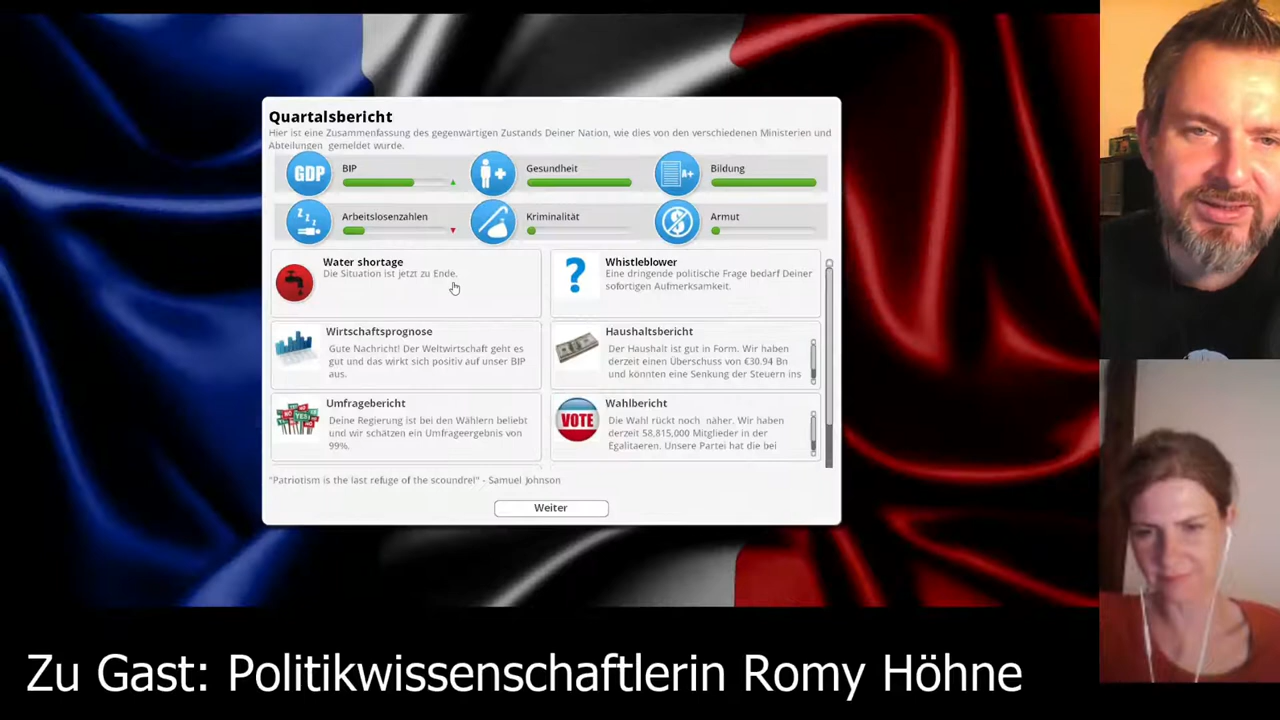 Quartalsbericht
Hier ist eine Zusammenfassung des gegenwärtigen Zustands Deiner Nation, wie dies von den verschiedenen Ministerien und
Abteilungen gemeldet wurde.
GDP
BIP
Gesundheit
A+
Bildung
zzz
Arbeitslosenzahlen
Kriminalität
Armut
Water shortage
Die Situation ist jetzt zu Ende.
Whistleblower
Eine dringende politische Frage bedarf Deiner
sofortigen Aufmerksamkeit.
Wirtschaftsprognose
Gute Nachricht! Der Weltwirtschaft geht es
gut und das wirkt sich positiv auf unser BIP
aus.
Haushaltsbericht
Der Haushalt ist gut in Form. Wir haben
derzeit einen Überschuss von €30.94 Bn
und könnten eine Senkung der Steuern ins
Umfragebericht
Deine Regierung ist bei den Wählern beliebt
und wir schätzen ein Umfrageergebnis von
99%.
VOTE
Wahlbericht
Die Wahl rückt noch näher. Wir haben
derzeit 58,815,000 Mitglieder in der
Egalitaeren. Unsere Partei hat die bei
"Patriotism is the last refuge of the scoundrel" - Samuel Johnson
Weiter
Zu Gast: Politikwissenschaftlerin Romy Höhne